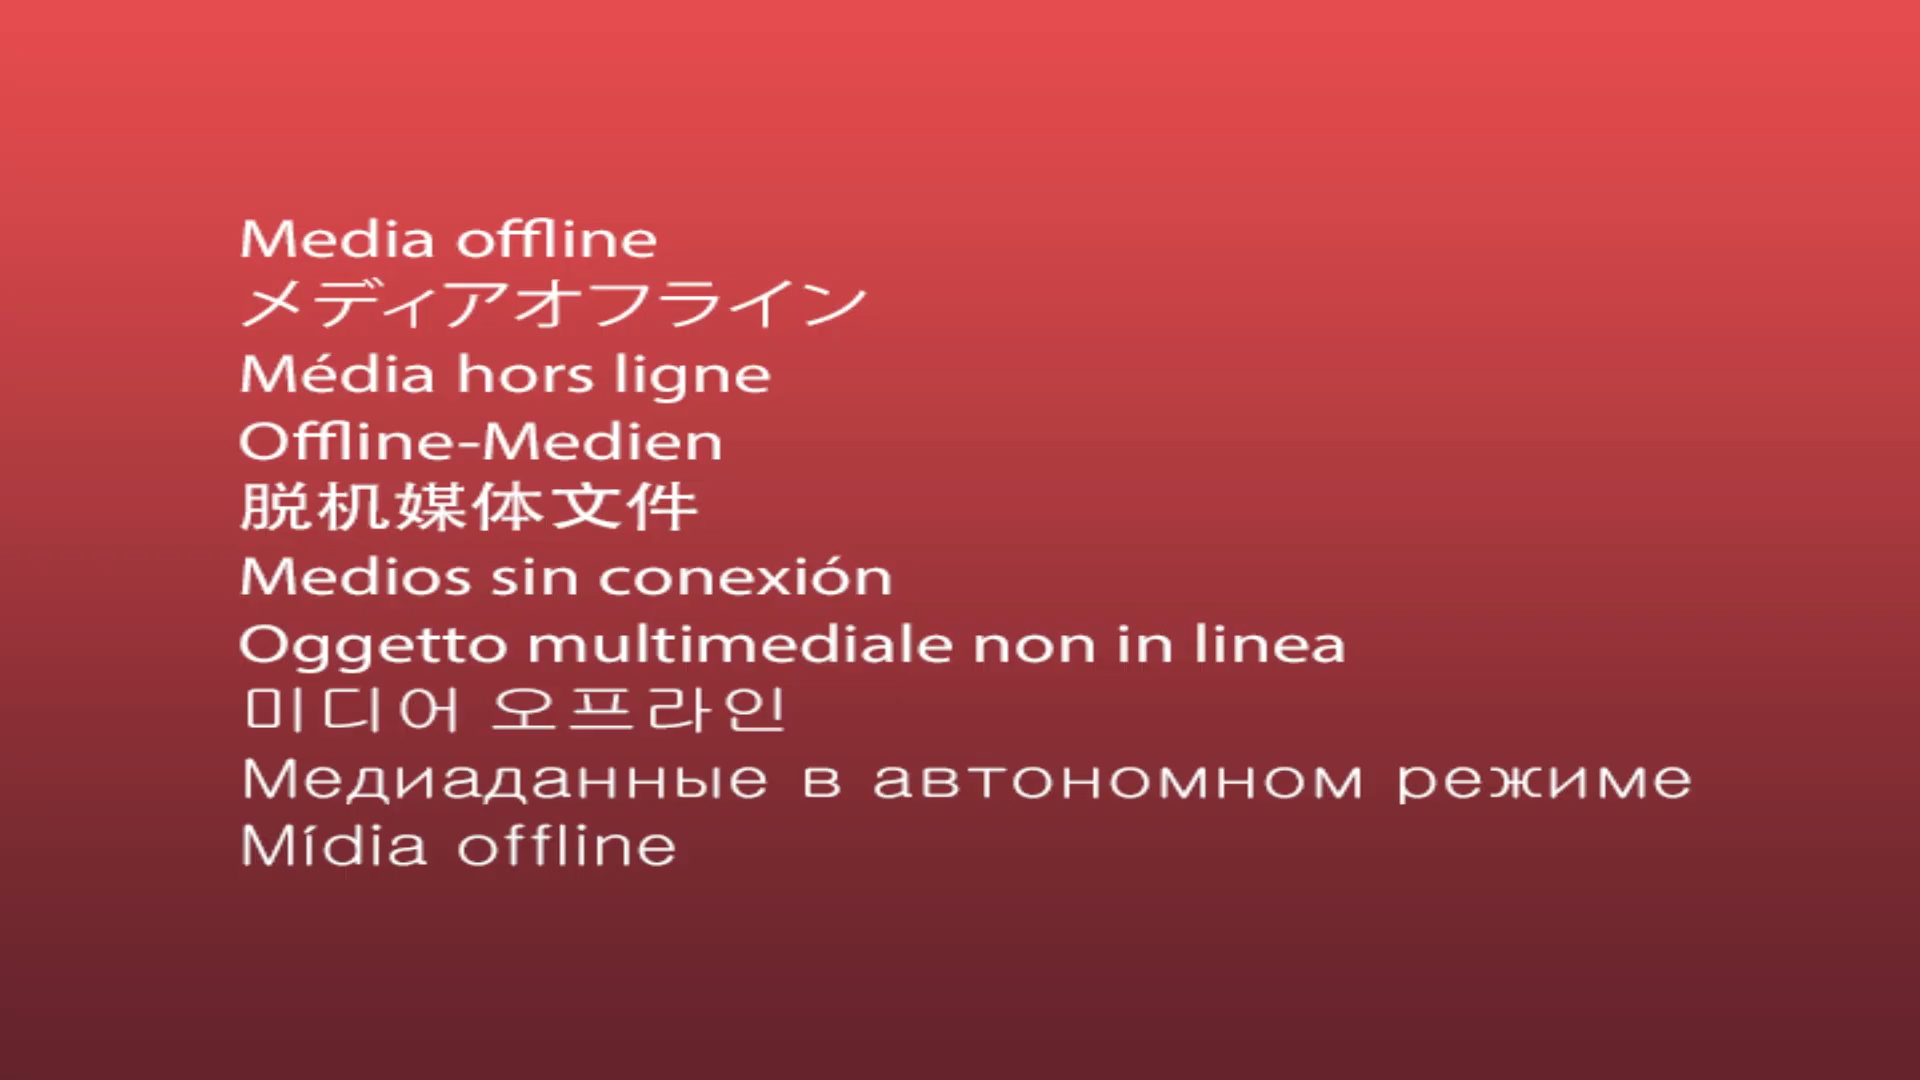 Media offline
メディアオフライン
Média hors ligne
Offline-Medien
脱机媒体文件
Medios sin conexión
Oggetto multimediale non in linea
미디어 오프라인
Медиаданные в автономном режиме
Mídia offline